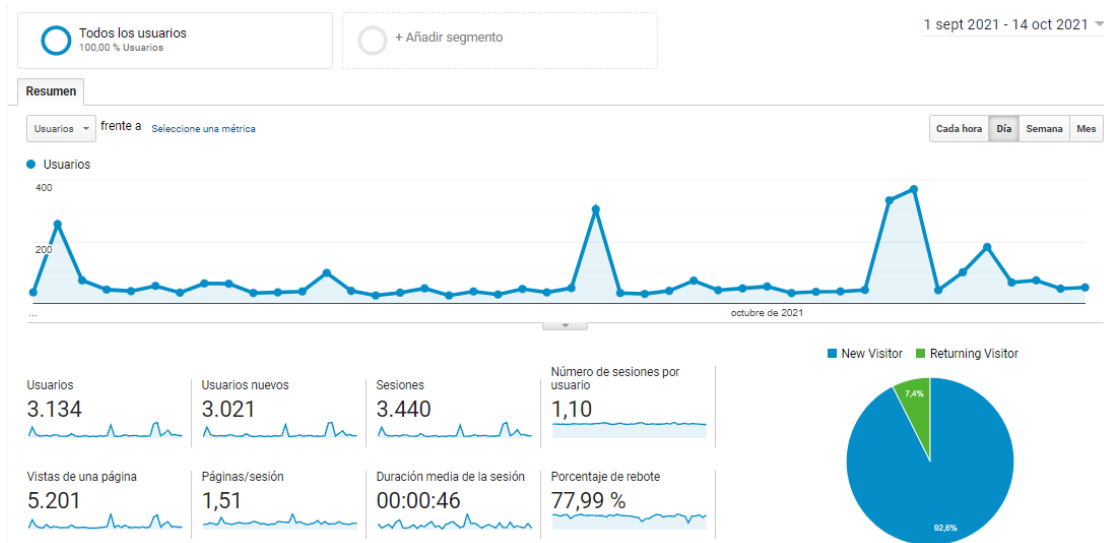 Todos los usuarios
100,00 % Usuarios
+ Añadir segmento
1 sept 2021 - 14 oct 2021
Resumen
Usuarios frente a Seleccione una métrica
Cada hora Día Semana Mes
Usuarios
400
200
...
octubre de 2021
New Visitor Returning Visitor
Usuarios
3.134
Usuarios nuevos
3.021
Sesiones
3.440
Número de sesiones por
usuario
1,10
Vistas de una página
5.201
Páginas/sesión
1,51
Duración media de la sesión
00:00:46
Porcentaje de rebote
77,99 %
7,4%
92,6%